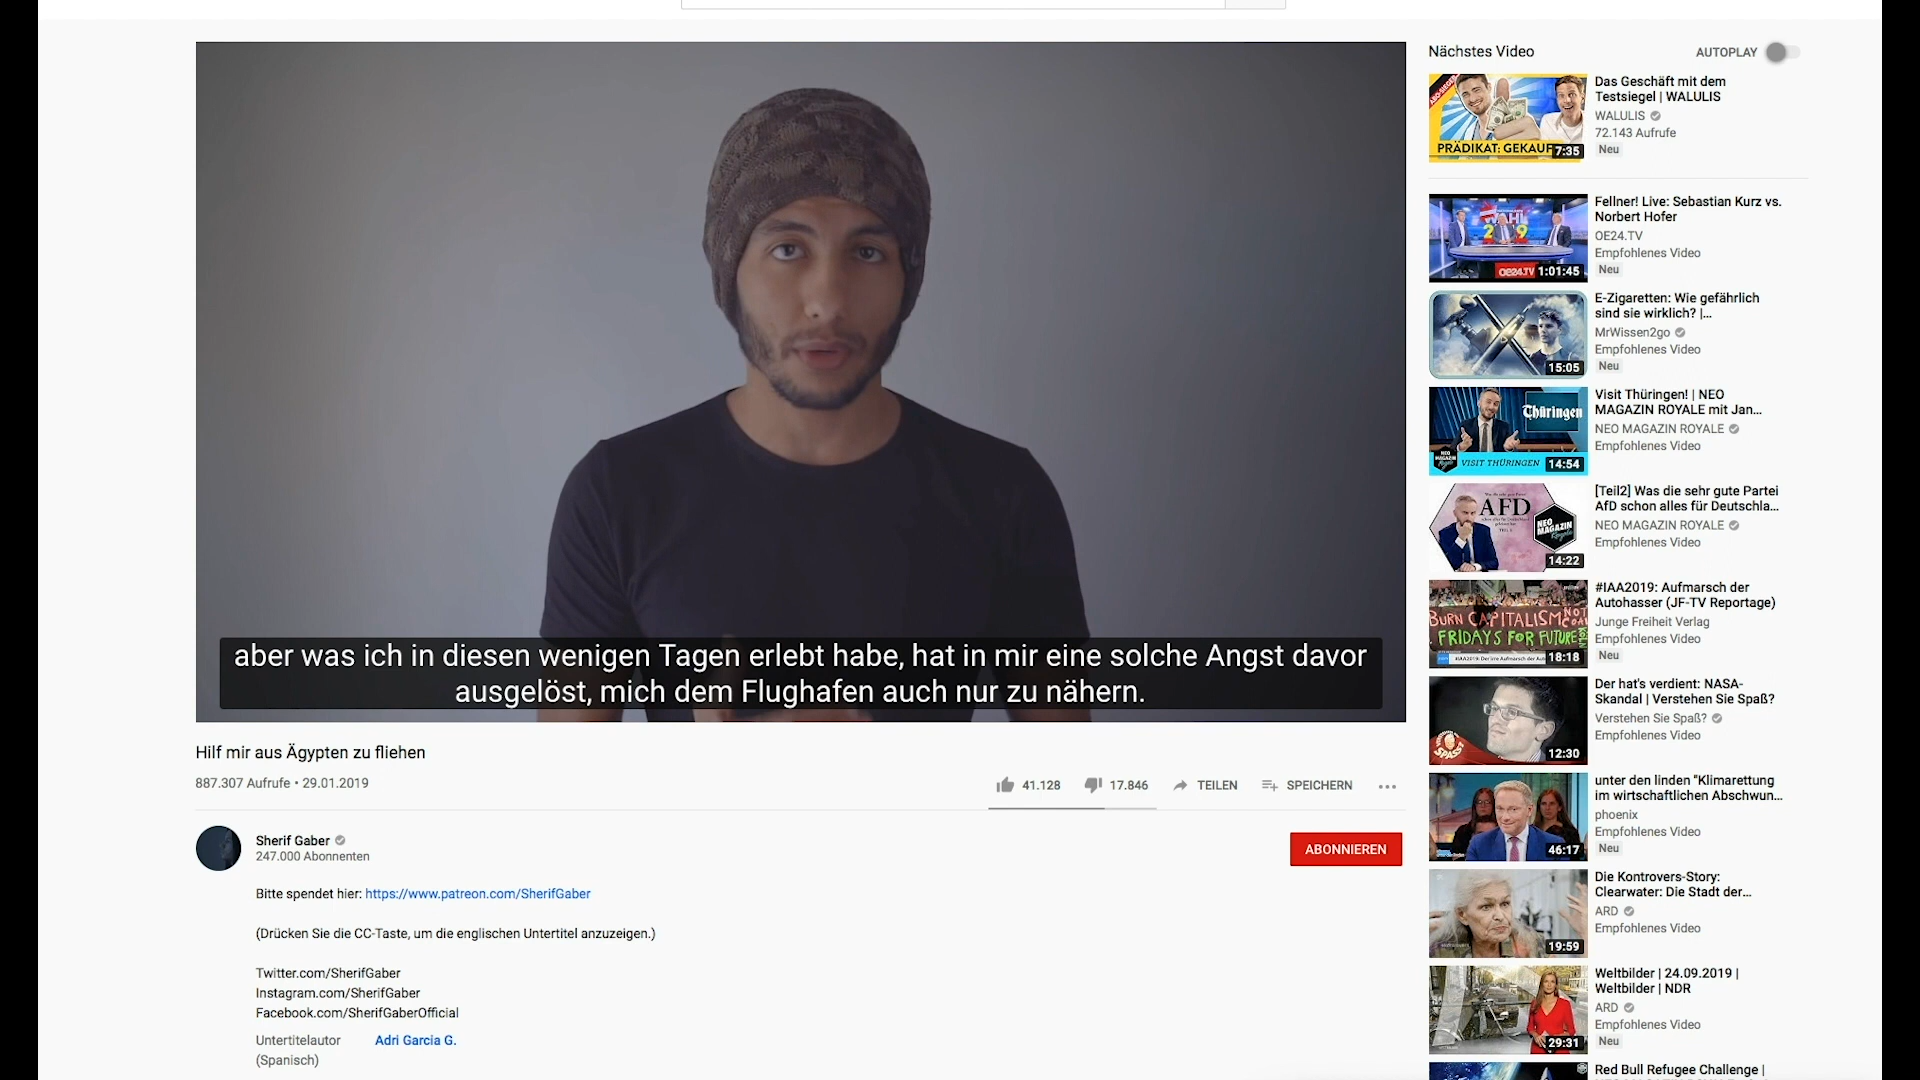 Nächstes Video
AUTOPLAY
PRÄDIKAT: GEKAUF
7:35
Das Geschäft mit dem
Testsiegel | WALULIS
WALULIS
72.143 Aufrufe
Neu
WAHL
OE24.TV
1:01:45
Fellner! Live: Sebastian Kurz vs.
Norbert Hofer
OE24.TV
Empfohlenes Video
Neu
15:05
E-Zigaretten: Wie gefährlich
sind sie wirklich? |...
MrWissen2go
Empfohlenes Video
Neu
Thüringen
NEO
MAGAZIN
VISIT THÜRINGEN
14:54
Visit Thüringen! | NEO
MAGAZIN ROYALE mit Jan...
NEO MAGAZIN ROYALE
Empfohlenes Video
AFD
NEO
MAGAZIN
Royale
14:22
[Teil2] Was die sehr gute Partei
AfD schon alles für Deutschla...
NEO MAGAZIN ROYALE
Empfohlenes Video
BURN CAPITALISM NOT
FRIDAYS FOR FUTURE
18:18
#IAA2019: Aufmarsch der
Autohasser (JF-TV Reportage)
Junge Freiheit Verlag
Empfohlenes Video
Neu
12:30
Der hat's verdient: NASA-
Skandal | Verstehen Sie Spaß?
Verstehen Sie Spaß?
Empfohlenes Video
46:17
unter den linden "Klimarettung
im wirtschaftlichen Abschwun...
phoenix
Empfohlenes Video
Neu
19:59
Die Kontrovers-Story:
Clearwater: Die Stadt der...
ARD
Empfohlenes Video
29:31
Weltbilder | 24.09.2019 |
Weltbilder | NDR
ARD
Empfohlenes Video
Neu
Red Bull Refugee Challenge |
aber was ich in diesen wenigen Tagen erlebt habe, hat in mir eine solche Angst davor
ausgelöst, mich dem Flughafen auch nur zu nähern.
Hilf mir aus Ägypten zu fliehen
887.307 Aufrufe • 29.01.2019
41.128
17.846
TEILEN
SPEICHERN
Sherif Gaber
247.000 Abonnenten
ABONNIEREN
Bitte spendet hier: https://www.patreon.com/SherifGaber
(Drücken Sie die CC-Taste, um die englischen Untertitel anzuzeigen.)
Twitter.com/SherifGaber
Instagram.com/SherifGaber
Facebook.com/SherifGaberOfficial
Untertitelautor
(Spanisch)
Adri Garcia G.